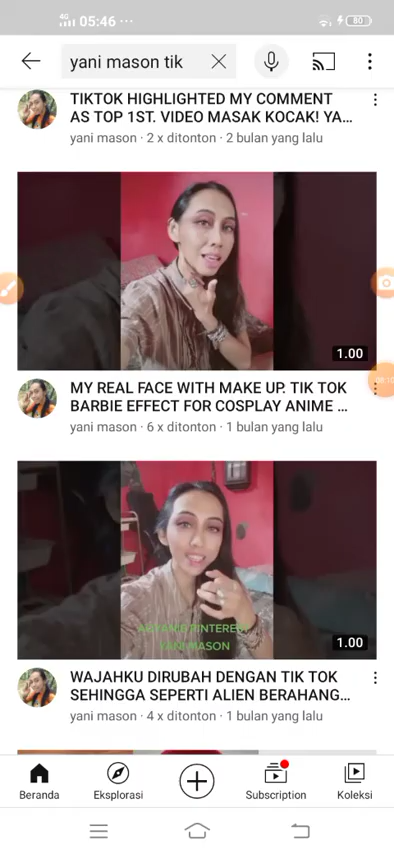 4G 05:46
80
yani mason tik
TIKTOK HIGHLIGHTED MY COMMENT
AS TOP 1ST. VIDEO MASAK KOCAK! YA...
yani mason · 2 x ditonton · 2 bulan yang lalu
1.00
MY REAL FACE WITH MAKE UP. TIK TOK
BARBIE EFFECT FOR COSPLAY ANIME ...
yani mason · 6 x ditonton · 1 bulan yang lalu
PINTEREST
YANI MASON
1.00
WAJAHKU DIRUBAH DENGAN TIK TOK
SEHINGGA SEPERTI ALIEN BERAHANG...
yani mason · 4 x ditonton · 1 bulan yang lalu
Beranda
Eksplorasi
Subscription
Koleksi